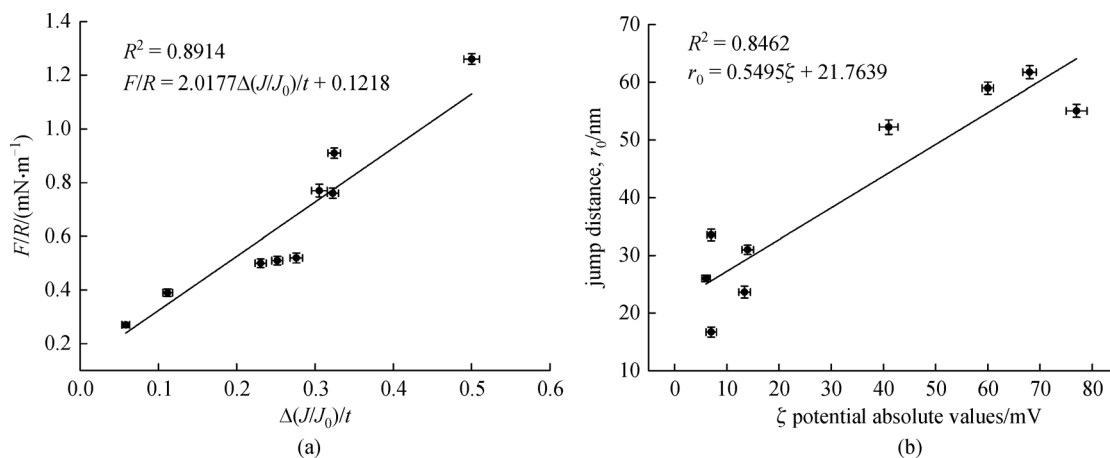 1.4
1.2
1.0
0.8
0.6
0.4
0.2
F/R/(mN·m⁻¹)
R² = 0.8914
F/R = 2.0177Δ(J/J₀)/t + 0.1218
0.0 0.1 0.2 0.3 0.4 0.5 0.6
Δ(J/J₀)/t
(a)
70
60
50
40
30
20
10
jump distance, r₀/nm
R² = 0.8462
r₀ = 0.5495ζ + 21.7639
0 10 20 30 40 50 60 70 80
ζ potential absolute values/mV
(b)